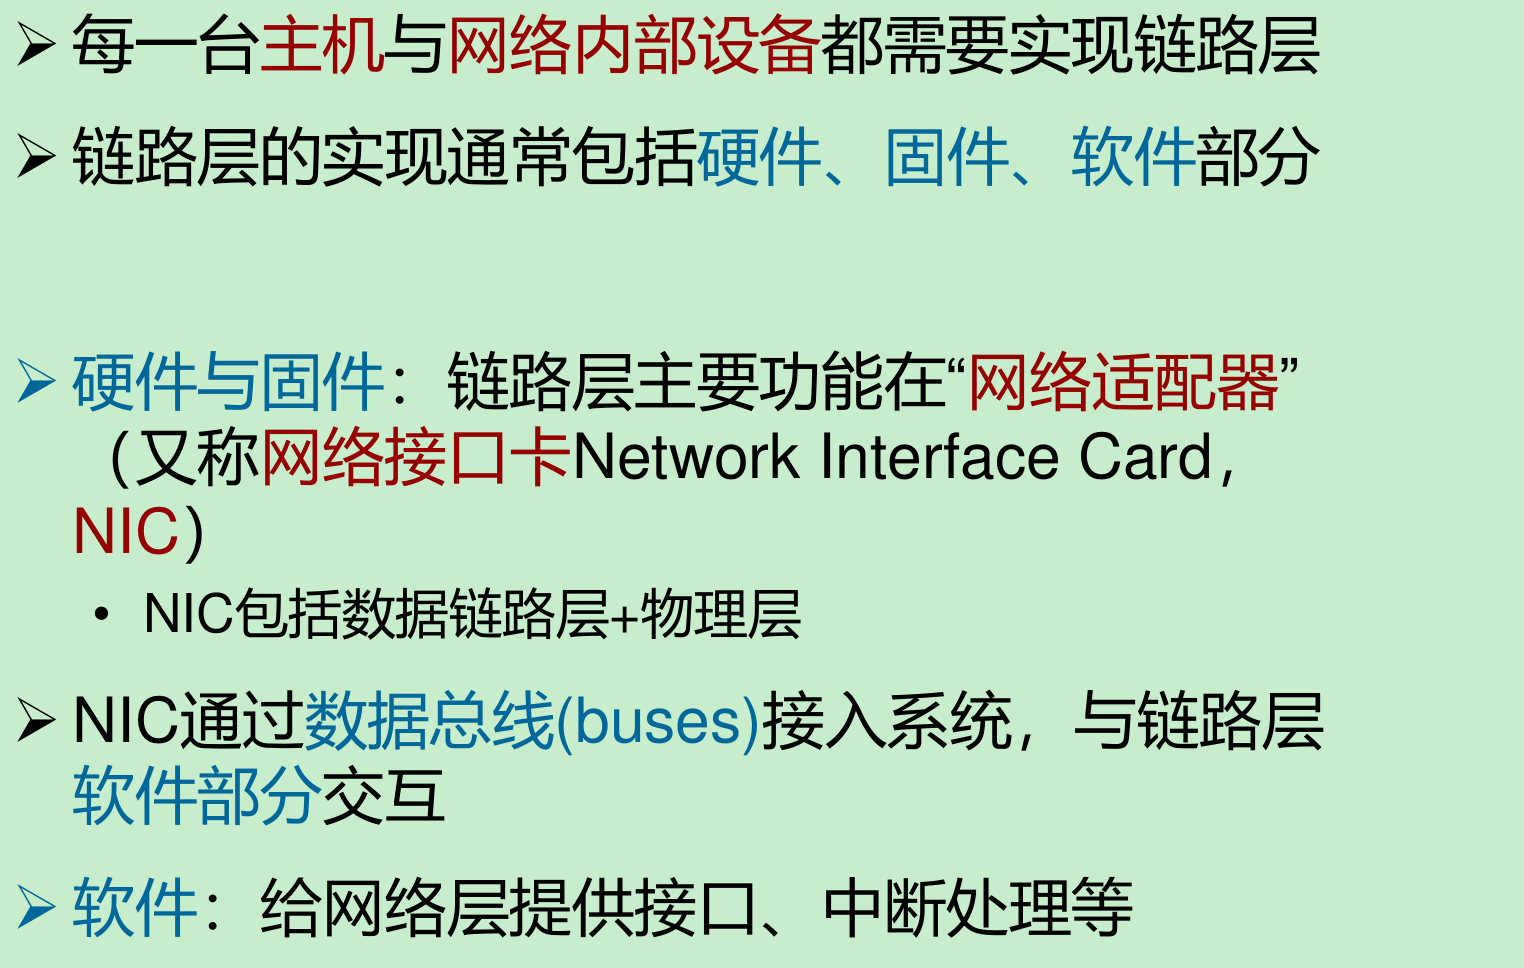 ➢ 每一台主机与网络内部设备都需要实现链路层
➢ 链路层的实现通常包括硬件、固件、软件部分
➢ 硬件与固件：链路层主要功能在“网络适配器”
（又称网络接口卡Network Interface Card，
NIC）
• NIC包括数据链路层+物理层
➢ NIC通过数据总线(buses)接入系统，与链路层
软件部分交互
➢ 软件：给网络层提供接口、中断处理等